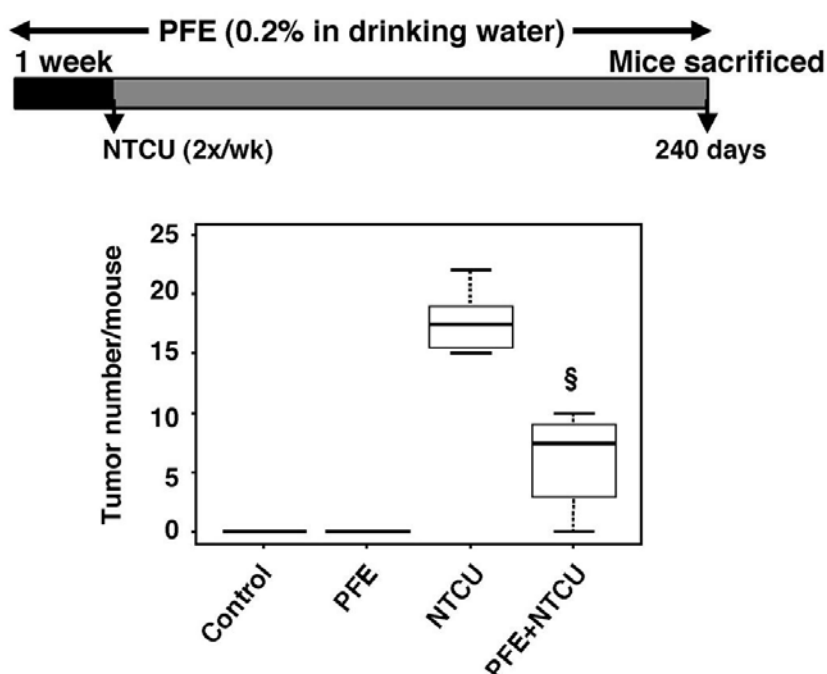 PFE (0.2% in drinking water)
1 week Mice sacrificed
NTCU (2x/wk) 240 days
Tumor number/mouse
25
20
15
10
5
0
§
Control
PFE
NTCU
PFE+NTCU